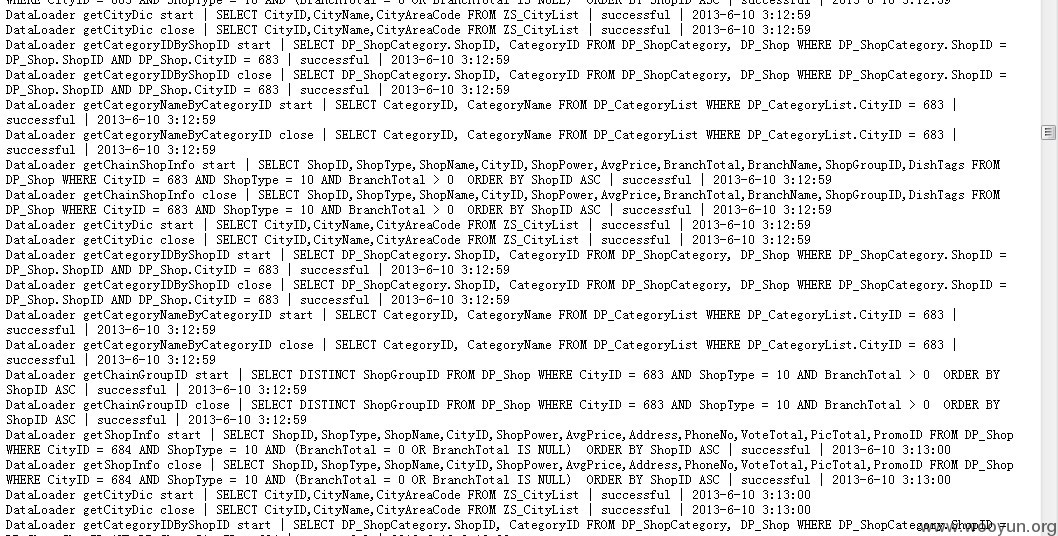 DataLoader getCityDic start | SELECT CityID,CityName,CityAreaCode FROM ZS_CityList | successful | 2013-6-10 3:12:59
DataLoader getCityDic close | SELECT CityID,CityName,CityAreaCode FROM ZS_CityList | successful | 2013-6-10 3:12:59
DataLoader getCategoryIDByShopID start | SELECT DP_ShopCategory.ShopID, CategoryID FROM DP_ShopCategory, DP_Shop WHERE DP_ShopCategory.ShopID =
DP_Shop.ShopID AND DP_Shop.CityID = 683 | successful | 2013-6-10 3:12:59
DataLoader getCategoryIDByShopID close | SELECT DP_ShopCategory.ShopID, CategoryID FROM DP_ShopCategory, DP_Shop WHERE DP_ShopCategory.ShopID =
DP_Shop.ShopID AND DP_Shop.CityID = 683 | successful | 2013-6-10 3:12:59
DataLoader getCategoryNameByCategoryID start | SELECT CategoryID, CategoryName FROM DP_CategoryList WHERE DP_CategoryList.CityID = 683 |
successful | 2013-6-10 3:12:59
DataLoader getCategoryNameByCategoryID close | SELECT CategoryID, CategoryName FROM DP_CategoryList WHERE DP_CategoryList.CityID = 683 |
successful | 2013-6-10 3:12:59
DataLoader getChainShopInfo start | SELECT ShopID,ShopType,ShopName,CityID,ShopPower,AvgPrice,BranchTotal,BranchName,ShopGroupID,DishTags FROM
DP_Shop WHERE CityID = 683 AND ShopType = 10 AND BranchTotal > 0  ORDER BY ShopID ASC | successful | 2013-6-10 3:12:59
DataLoader getChainShopInfo close | SELECT ShopID,ShopType,ShopName,CityID,ShopPower,AvgPrice,BranchTotal,BranchName,ShopGroupID,DishTags FROM
DP_Shop WHERE CityID = 683 AND ShopType = 10 AND BranchTotal > 0  ORDER BY ShopID ASC | successful | 2013-6-10 3:12:59
DataLoader getCityDic start | SELECT CityID,CityName,CityAreaCode FROM ZS_CityList | successful | 2013-6-10 3:12:59
DataLoader getCityDic close | SELECT CityID,CityName,CityAreaCode FROM ZS_CityList | successful | 2013-6-10 3:12:59
DataLoader getCategoryIDByShopID start | SELECT DP_ShopCategory.ShopID, CategoryID FROM DP_ShopCategory, DP_Shop WHERE DP_ShopCategory.ShopID =
DP_Shop.ShopID AND DP_Shop.CityID = 683 | successful | 2013-6-10 3:12:59
DataLoader getCategoryIDByShopID close | SELECT DP_ShopCategory.ShopID, CategoryID FROM DP_ShopCategory, DP_Shop WHERE DP_ShopCategory.ShopID =
DP_Shop.ShopID AND DP_Shop.CityID = 683 | successful | 2013-6-10 3:12:59
DataLoader getCategoryNameByCategoryID start | SELECT CategoryID, CategoryName FROM DP_CategoryList WHERE DP_CategoryList.CityID = 683 |
successful | 2013-6-10 3:12:59
DataLoader getCategoryNameByCategoryID close | SELECT CategoryID, CategoryName FROM DP_CategoryList WHERE DP_CategoryList.CityID = 683 |
successful | 2013-6-10 3:12:59
DataLoader getChainGroupID start | SELECT DISTINCT ShopGroupID FROM DP_Shop WHERE CityID = 683 AND ShopType = 10 AND BranchTotal > 0  ORDER BY
ShopID ASC | successful | 2013-6-10 3:12:59
DataLoader getChainGroupID close | SELECT DISTINCT ShopGroupID FROM DP_Shop WHERE CityID = 683 AND ShopType = 10 AND BranchTotal > 0  ORDER BY
ShopID ASC | successful | 2013-6-10 3:12:59
DataLoader getShopInfo start | SELECT ShopID,ShopType,ShopName,CityID,ShopPower,AvgPrice,Address,PhoneNo,VoteTotal,PicTotal,PromoID FROM DP_Shop
WHERE CityID = 684 AND ShopType = 10 AND (BranchTotal = 0 OR BranchTotal IS NULL)  ORDER BY ShopID ASC | successful | 2013-6-10 3:13:00
DataLoader getShopInfo close | SELECT ShopID,ShopType,ShopName,CityID,ShopPower,AvgPrice,Address,PhoneNo,VoteTotal,PicTotal,PromoID FROM DP_Shop
WHERE CityID = 684 AND ShopType = 10 AND (BranchTotal = 0 OR BranchTotal IS NULL)  ORDER BY ShopID ASC | successful | 2013-6-10 3:13:00
DataLoader getCityDic start | SELECT CityID,CityName,CityAreaCode FROM ZS_CityList | successful | 2013-6-10 3:13:00
DataLoader getCityDic close | SELECT CityID,CityName,CityAreaCode FROM ZS_CityList | successful | 2013-6-10 3:13:00
DataLoader getCategoryIDByShopID start | SELECT DP_ShopCategory.ShopID, CategoryID FROM DP_ShopCategory, DP_Shop WHERE DP_ShopCategory.ShopID =
www.wooyun.org